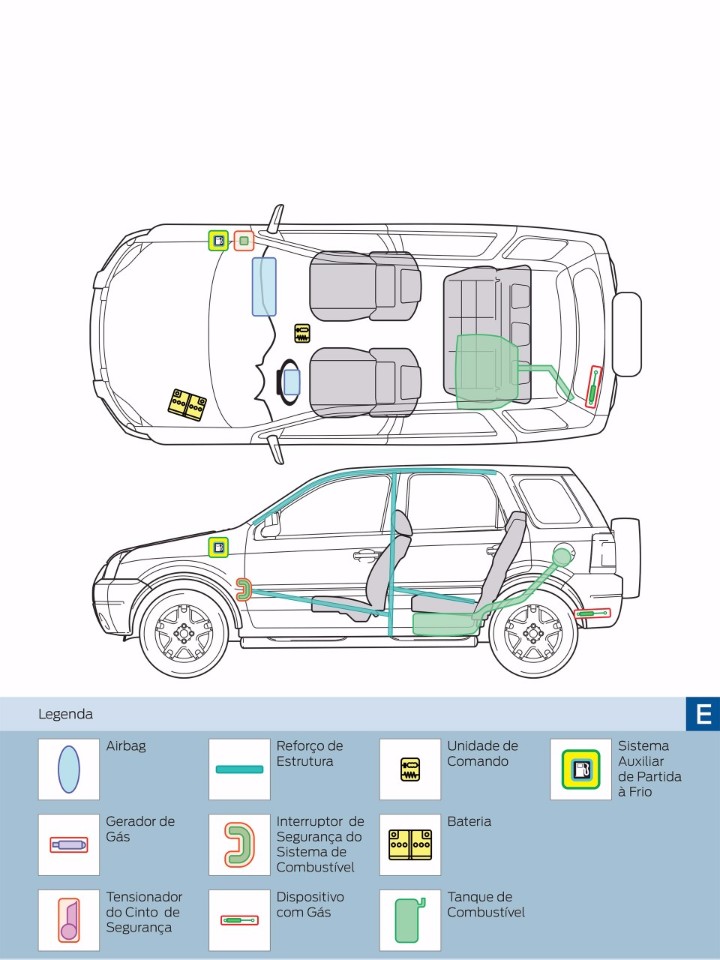 Legenda
E
Airbag
Reforço de
Estrutura
Unidade de
Comando
Sistema
Auxiliar
de Partida
à Frio
Gerador de
Gás
Interruptor de
Segurança do
Sistema de
Combustível
Bateria
Tensionador
do Cinto de
Segurança
Dispositivo
com Gás
Tanque de
Combustível